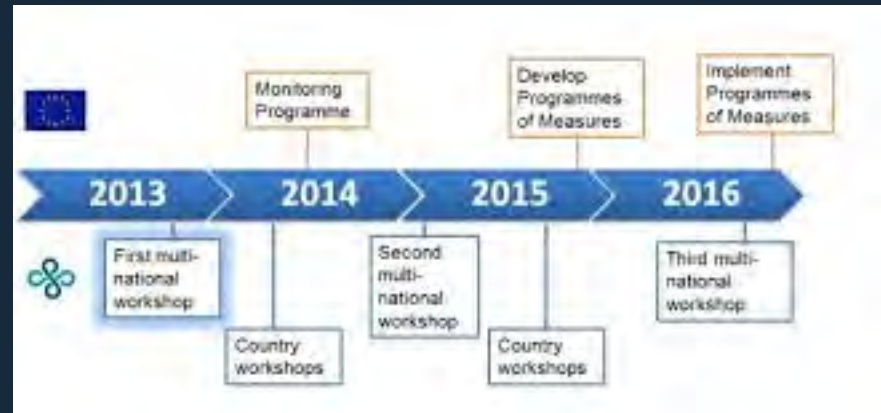 Monitoring
Programme
Develop
Programmes
of Measures
Implement
Programmes
of Measures
2013
2014
2015
2016
First multi-
national
workshop
Country
workshops
Second
multi-
national
workshop
Country
workshops
Third multi-
national
workshop